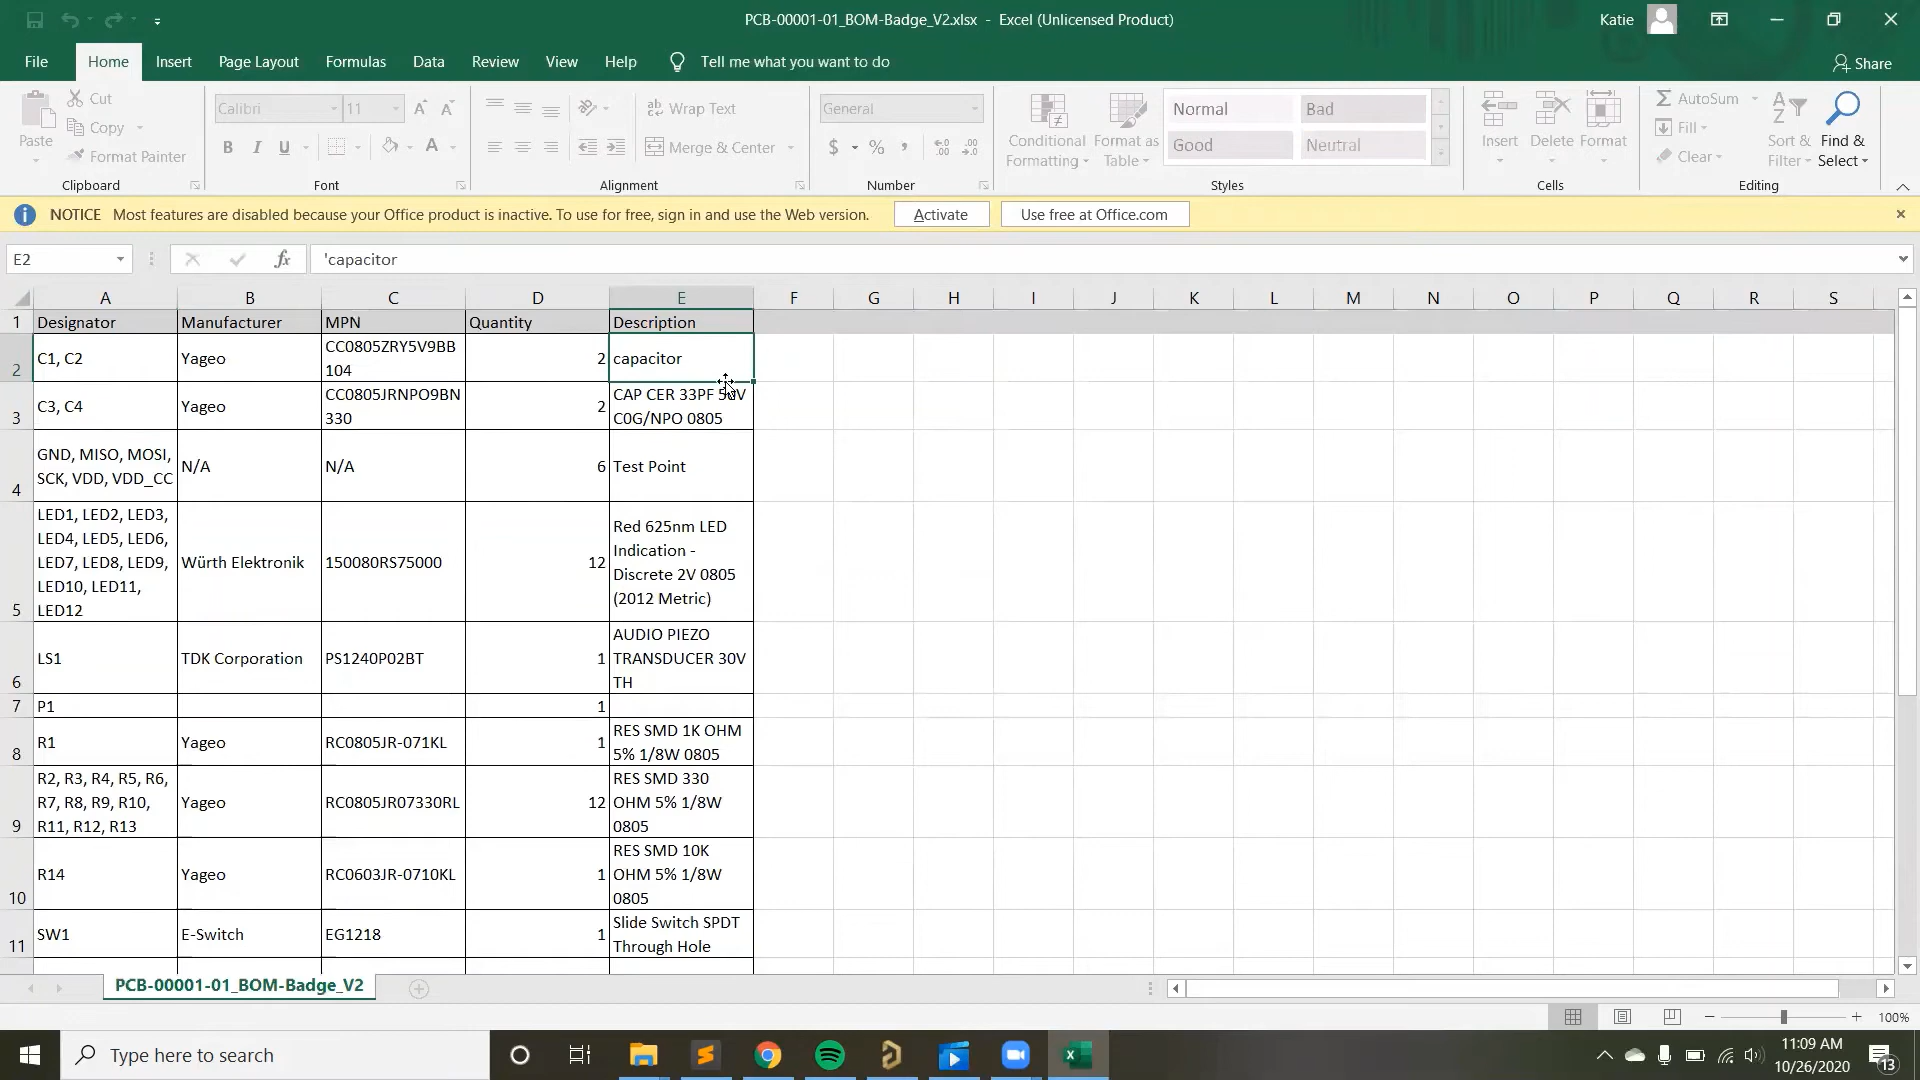 PCB-00001-01_BOM-Badge_V2.xlsx - Excel (Unlicensed Product)
Katie
File Home Insert Page Layout Formulas Data Review View Help Tell me what you want to do
Share
Paste
Cut
Copy
Format Painter
Clipboard
Calibri 11
B I U A
Font
Wrap Text
Merge & Center
Alignment
General
$ % ,
Number
Conditional Formatting
Format as Table
Normal Bad
Good Neutral
Styles
Insert Delete Format
Cells
AutoSum
Fill
Clear
Sort & Filter
Find & Select
Editing
NOTICE Most features are disabled because your Office product is inactive. To use for free, sign in and use the Web version. Activate Use free at Office.com
E2 fx 'capacitor
A B C D E F G H I J K L M N O P Q R S
1 Designator Manufacturer MPN Quantity Description
2 C1, C2 Yageo CC0805ZRY5V9BB
104 2 capacitor
3 C3, C4 Yageo CC0805JRNPO9BN
330 2 CAP CER 33PF
C0G/NPO 0805
4 GND, MISO, MOSI,
SCK, VDD, VDD_CC N/A N/A 6 Test Point
5 LED1, LED2, LED3,
LED4, LED5, LED6,
LED7, LED8, LED9,
LED10, LED11,
LED12 Würth Elektronik 150080RS75000 12 Red 625nm LED
Indication -
Discrete 2V 0805
(2012 Metric)
6 LS1 TDK Corporation PS1240P02BT 1 AUDIO PIEZO
TRANSDUCER 30V
TH
7 P1 1
8 R1 Yageo RC0805JR-071KL 1 RES SMD 1K OHM
5% 1/8W 0805
9 R2, R3, R4, R5, R6,
R7, R8, R9, R10,
R11, R12, R13 Yageo RC0805JR07330RL 12 RES SMD 330
OHM 5% 1/8W
0805
10 R14 Yageo RC0603JR-0710KL 1 RES SMD 10K
OHM 5% 1/8W
0805
11 SW1 E-Switch EG1218 1 Slide Switch SPDT
Through Hole
PCB-00001-01_BOM-Badge_V2
100%
Type here to search
11:09 AM
10/26/2020
13